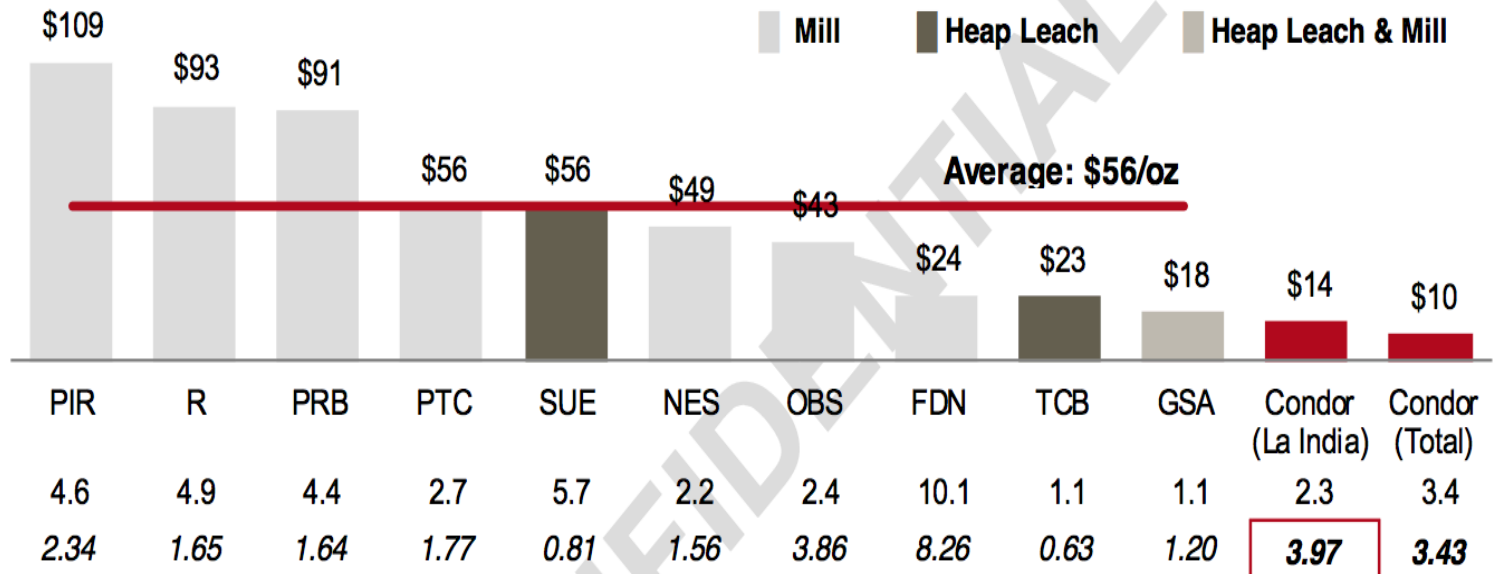 $109
$93
$91
$56
$56
$49
$43
$24
$23
$18
$14
$10
Mill
Heap Leach
Heap Leach & Mill
Average: $56/oz
PIR R PRB PTC SUE NES OBS FDN TCB GSA Condor (La India) Condor (Total)
4.6 4.9 4.4 2.7 5.7 2.2 2.4 10.1 1.1 1.1 2.3 3.4
2.34 1.65 1.64 1.77 0.81 1.56 3.86 8.26 0.63 1.20 3.97 3.43
FIDENTIAL